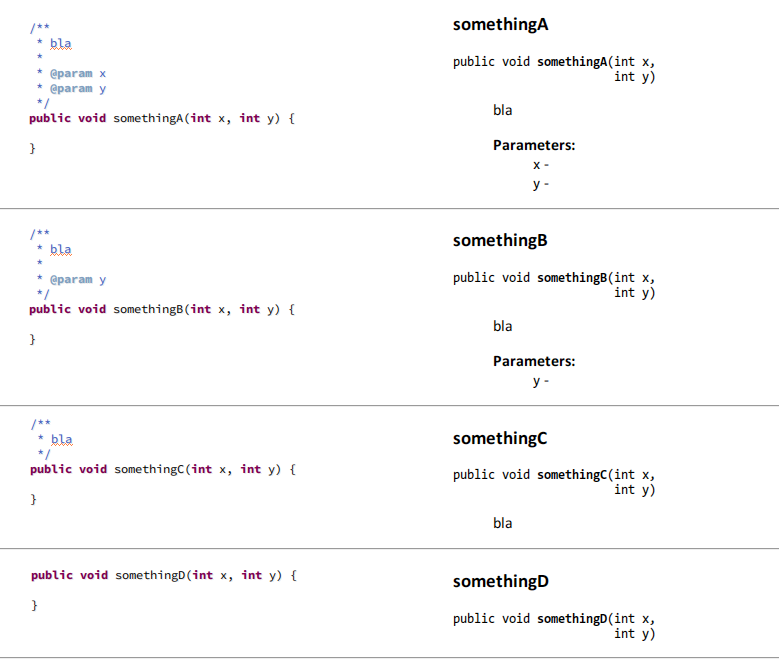 /**
 * bla
 *
 * @param x
 * @param y
 */
public void somethingA(int x, int y) {

}
somethingA
public void somethingA(int x,
                       int y)
bla
Parameters:
x -
y -
/**
 * bla
 *
 * @param y
 */
public void somethingB(int x, int y) {

}
somethingB
public void somethingB(int x,
                       int y)
bla
Parameters:
y -
/**
 * bla
 */
public void somethingC(int x, int y) {

}
somethingC
public void somethingC(int x,
                       int y)
bla
public void somethingD(int x, int y) {

}
somethingD
public void somethingD(int x,
                       int y)